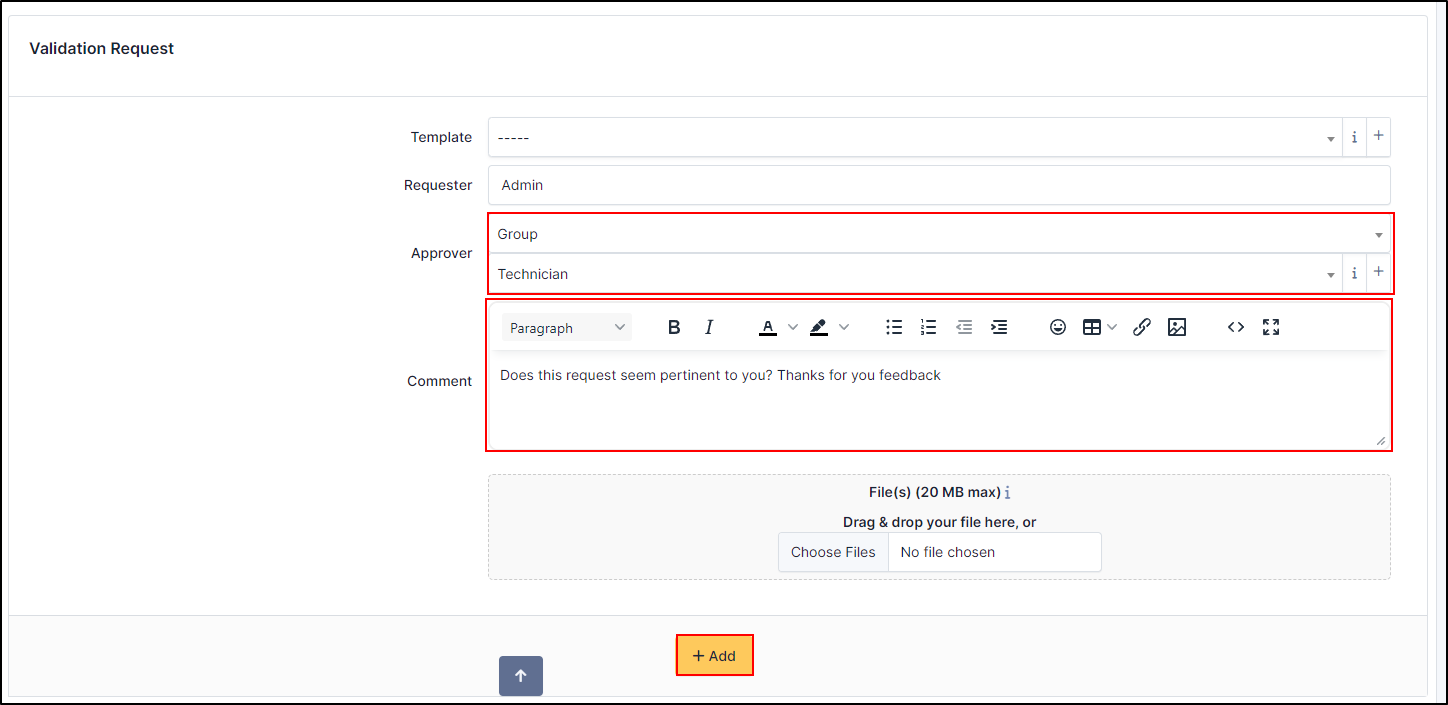 Validation Request
Template ----- i +
Requester Admin
Approver
Group
Technician i +
Paragraph B I A
Comment
Does this request seem pertinent to you? Thanks for you feedback
File(s) (20 MB max) i
Drag & drop your file here, or
Choose Files No file chosen
+ Add